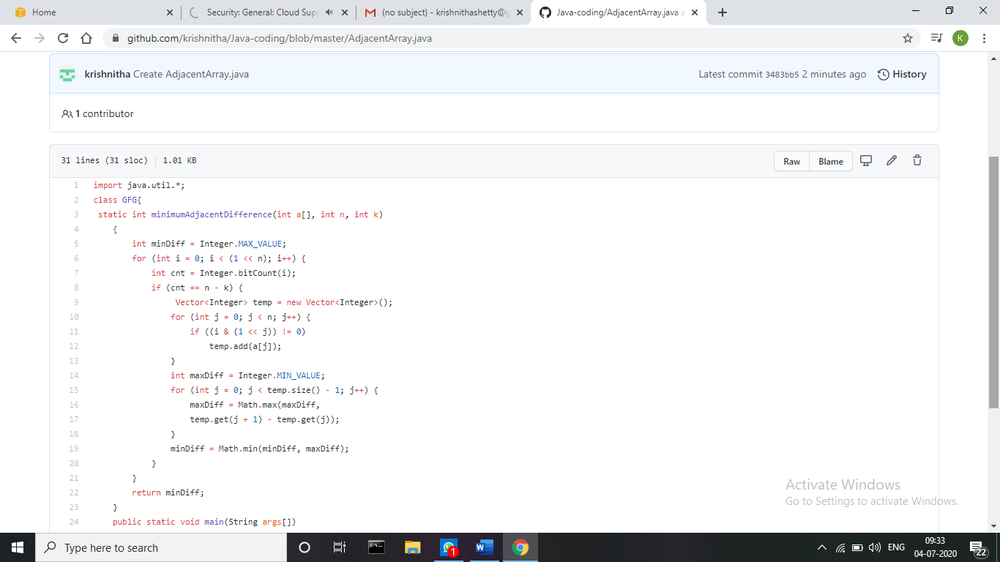 Home
Security: General: Cloud Sup
(no subject) - krishnithashetty@g
Java-coding/AdjacentArray.java a
github.com/krishnitha/Java-coding/blob/master/AdjacentArray.java
K
krishnitha Create AdjacentArray.java
Latest commit 3483bb5 2 minutes ago
History
1 contributor
31 lines (31 sloc) 1.01 KB
Raw
Blame
1 import java.util.*;
2 class GFG{
3 static int minimumAdjacentDifference(int a[], int n, int k)
4 {
5 int minDiff = Integer.MAX_VALUE;
6 for (int i = 0; i < (1 << n); i++) {
7 int cnt = Integer.bitCount(i);
8 if (cnt == n - k) {
9 Vector<Integer> temp = new Vector<Integer>();
10 for (int j = 0; j < n; j++) {
11 if ((i & (1 << j)) != 0)
12 temp.add(a[j]);
13 }
14 int maxDiff = Integer.MIN_VALUE;
15 for (int j = 0; j < temp.size() - 1; j++) {
16 maxDiff = Math.max(maxDiff,
17 temp.get(j + 1) - temp.get(j));
18 }
19 minDiff = Math.min(minDiff, maxDiff);
20 }
21 }
22 return minDiff;
23 }
24 public static void main(String args[])
Activate Windows
Go to Settings to activate Windows.
Type here to search
1
ENG
09:33
04-07-2020
22